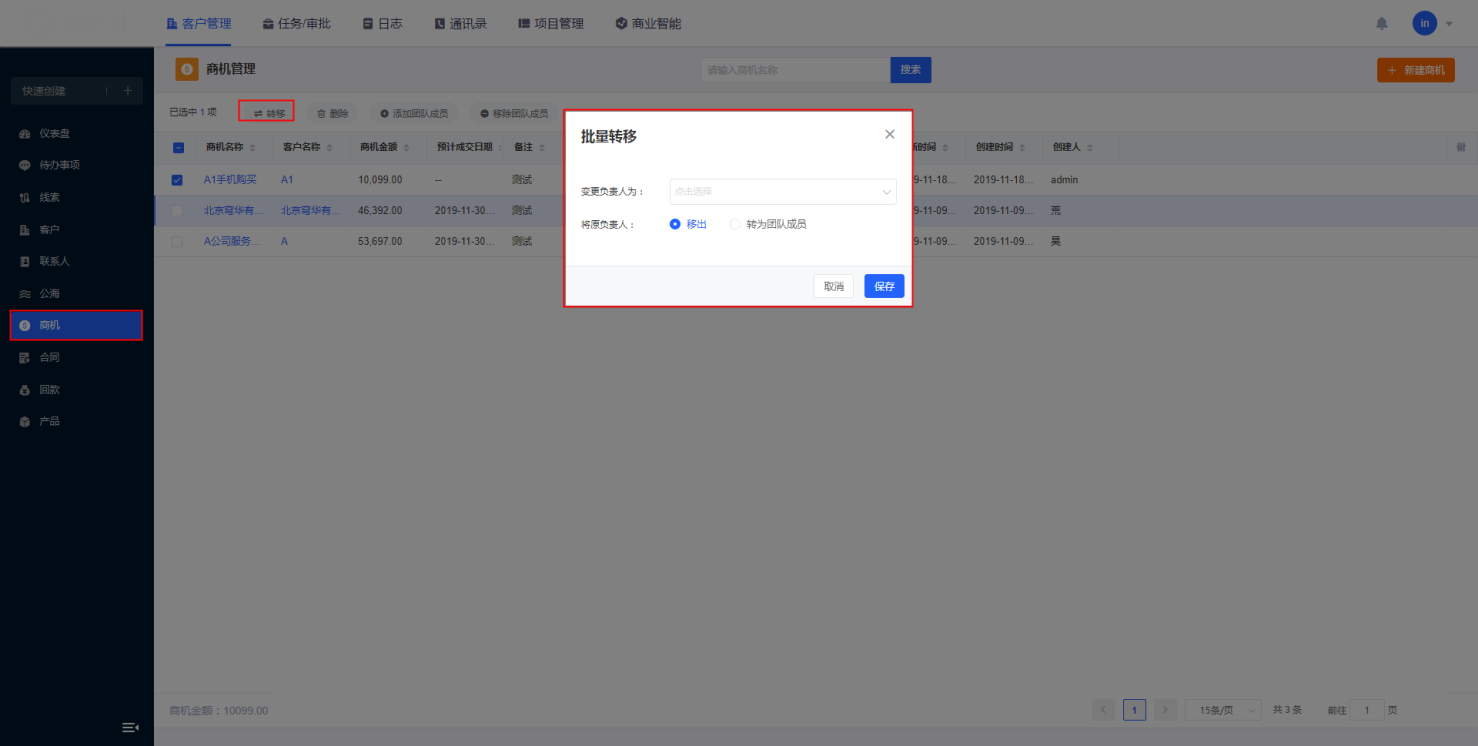 客户管理 任务/审批 日志 通讯录 项目管理 商业智能 in
商机管理 请输入商机名称 搜索 + 新建商机
快速创建 +
已选中 1 项 转移 删除 添加团队成员 移除团队成员
商机名称 客户名称 商机金额 预计成交日期 备注 新时间 创建时间 创建人
A1手机购买 A1 10,099.00 -- 测试 9-11-18... 2019-11-18... admin
北京穹华有... 北京穹华有... 46,392.00 2019-11-30... 测试 9-11-09... 2019-11-09...
A公司服务... A 53,697.00 2019-11-30... 测试 9-11-09... 2019-11-09... 昊
仪表盘
待办事项
线索
客户
联系人
公海
商机
合同
回款
产品
批量转移
变更负责人为： 点击选择
将原负责人： 移出 转为团队成员
取消 保存
商机金额：10099.00 1 15条/页 共 3 条 前往 1 页